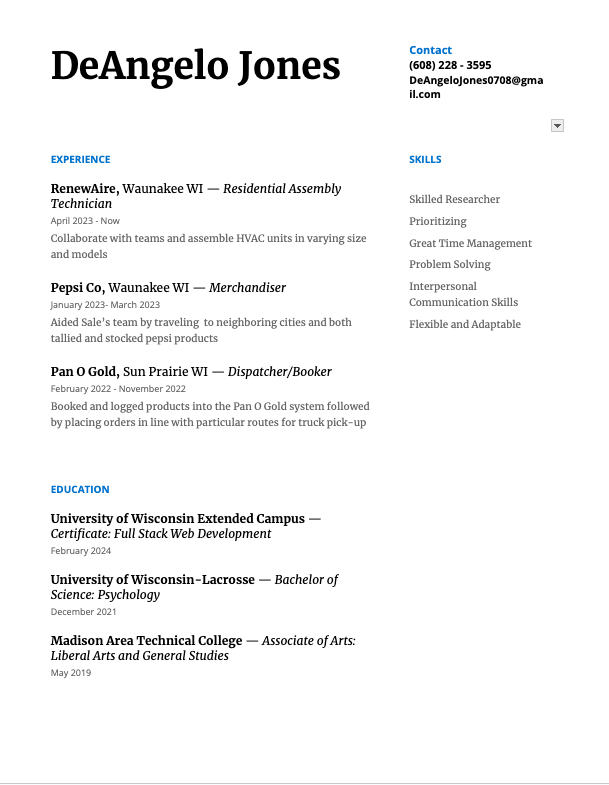 DeAngelo Jones
Contact
(608) 228 - 3595
DeAngeloJones0708@gma
il.com
EXPERIENCE
RenewAire, Waunakee WI — Residential Assembly
Technician
April 2023 - Now
Collaborate with teams and assemble HVAC units in varying size
and models
Pepsi Co, Waunakee WI — Merchandiser
January 2023- March 2023
Aided Sale's team by traveling  to neighboring cities and both
tallied and stocked pepsi products
Pan O Gold, Sun Prairie WI — Dispatcher/Booker
February 2022 - November 2022
Booked and logged products into the Pan O Gold system followed
by placing orders in line with particular routes for truck pick-up
EDUCATION
University of Wisconsin Extended Campus —
Certificate: Full Stack Web Development
February 2024
University of Wisconsin-Lacrosse — Bachelor of
Science: Psychology
December 2021
Madison Area Technical College — Associate of Arts:
Liberal Arts and General Studies
May 2019
SKILLS
Skilled Researcher
Prioritizing
Great Time Management
Problem Solving
Interpersonal
Communication Skills
Flexible and Adaptable